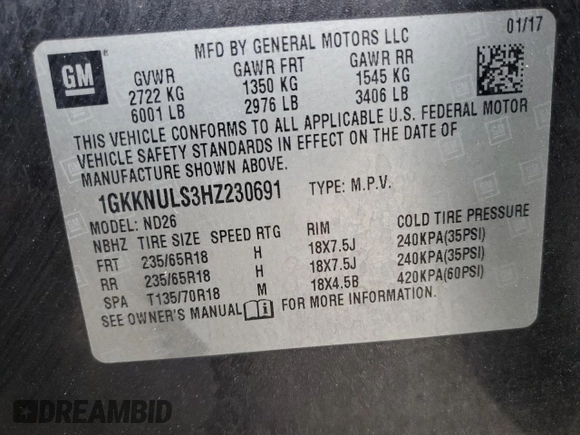 GM
®
MFD BY GENERAL MOTORS LLC
01/17
GVWR GAWR FRT GAWR RR
2722 KG 1350 KG 1545 KG
6001 LB 2976 LB 3406 LB
THIS VEHICLE CONFORMS TO ALL APPLICABLE U.S. FEDERAL MOTOR
VEHICLE SAFETY STANDARDS IN EFFECT ON THE DATE OF
MANUFACTURE SHOWN ABOVE.
1GKKNULS3HZ230691 TYPE: M.P.V.
MODEL: ND26
NBHZ TIRE SIZE SPEED RTG RIM COLD TIRE PRESSURE
FRT 235/65R18 H 18X7.5J 240KPA(35PSI)
RR 235/65R18 H 18X7.5J 240KPA(35PSI)
SPA T135/70R18 M 18X4.5B 420KPA(60PSI)
SEE OWNER'S MANUAL FOR MORE INFORMATION.
DREAMBID